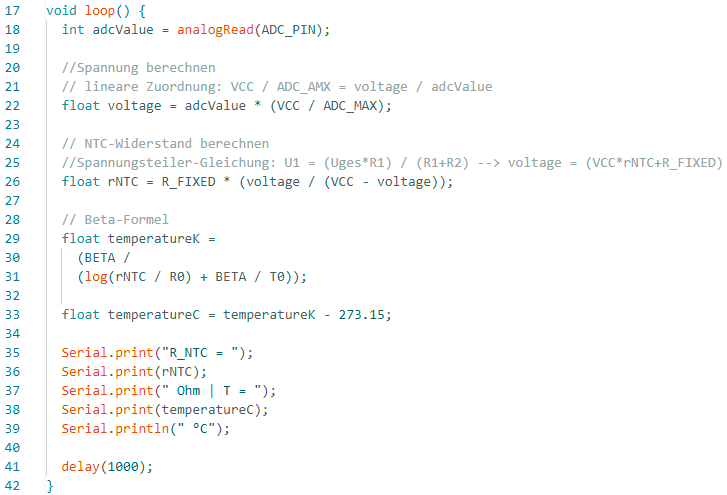 17 void loop() {
18 int adcValue = analogRead(ADC_PIN);
19
20 //Spannung berechnen
21 // lineare Zuordnung: VCC / ADC_AMX = voltage / adcValue
22 float voltage = adcValue * (VCC / ADC_MAX);
23
24 // NTC-Widerstand berechnen
25 //Spannungsteiler-Gleichung: U1 = (Uges*R1) / (R1+R2) --> voltage = (VCC*rNTC+R_FIXED)
26 float rNTC = R_FIXED * (voltage / (VCC - voltage));
27
28 // Beta-Formel
29 float temperatureK =
30 (BETA /
31 (log(rNTC / R0) + BETA / T0));
32
33 float temperatureC = temperatureK - 273.15;
34
35 Serial.print("R_NTC = ");
36 Serial.print(rNTC);
37 Serial.print(" Ohm | T = ");
38 Serial.print(temperatureC);
39 Serial.println(" °C");
40
41 delay(1000);
42 }